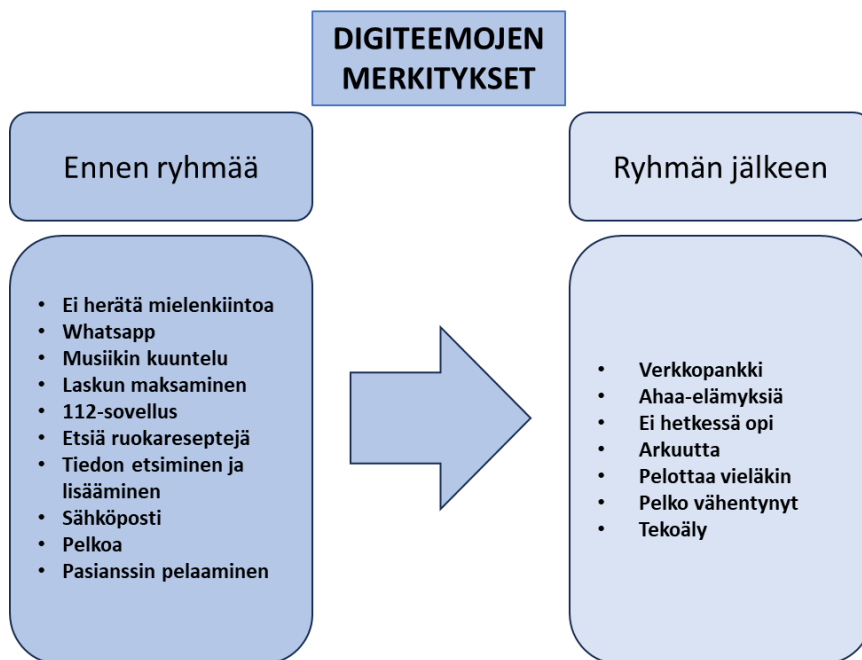 DIGITEEMOJEN
MERKITYKSET
Ennen ryhmää
Ryhmän jälkeen
• Ei herätä mielenkiintoa
• Whatsapp
• Musiikin kuuntelu
• Laskun maksaminen
• 112-sovellus
• Etsiä ruokareseptejä
• Tiedon etsiminen ja
lisääminen
• Sähköposti
• Pelkoa
• Pasianssin pelaaminen
• Verkkopankki
• Ahaa-elämyksiä
• Ei hetkessä opi
• Arkuutta
• Pelottaa vieläkin
• Pelko vähentynyt
• Tekoäly